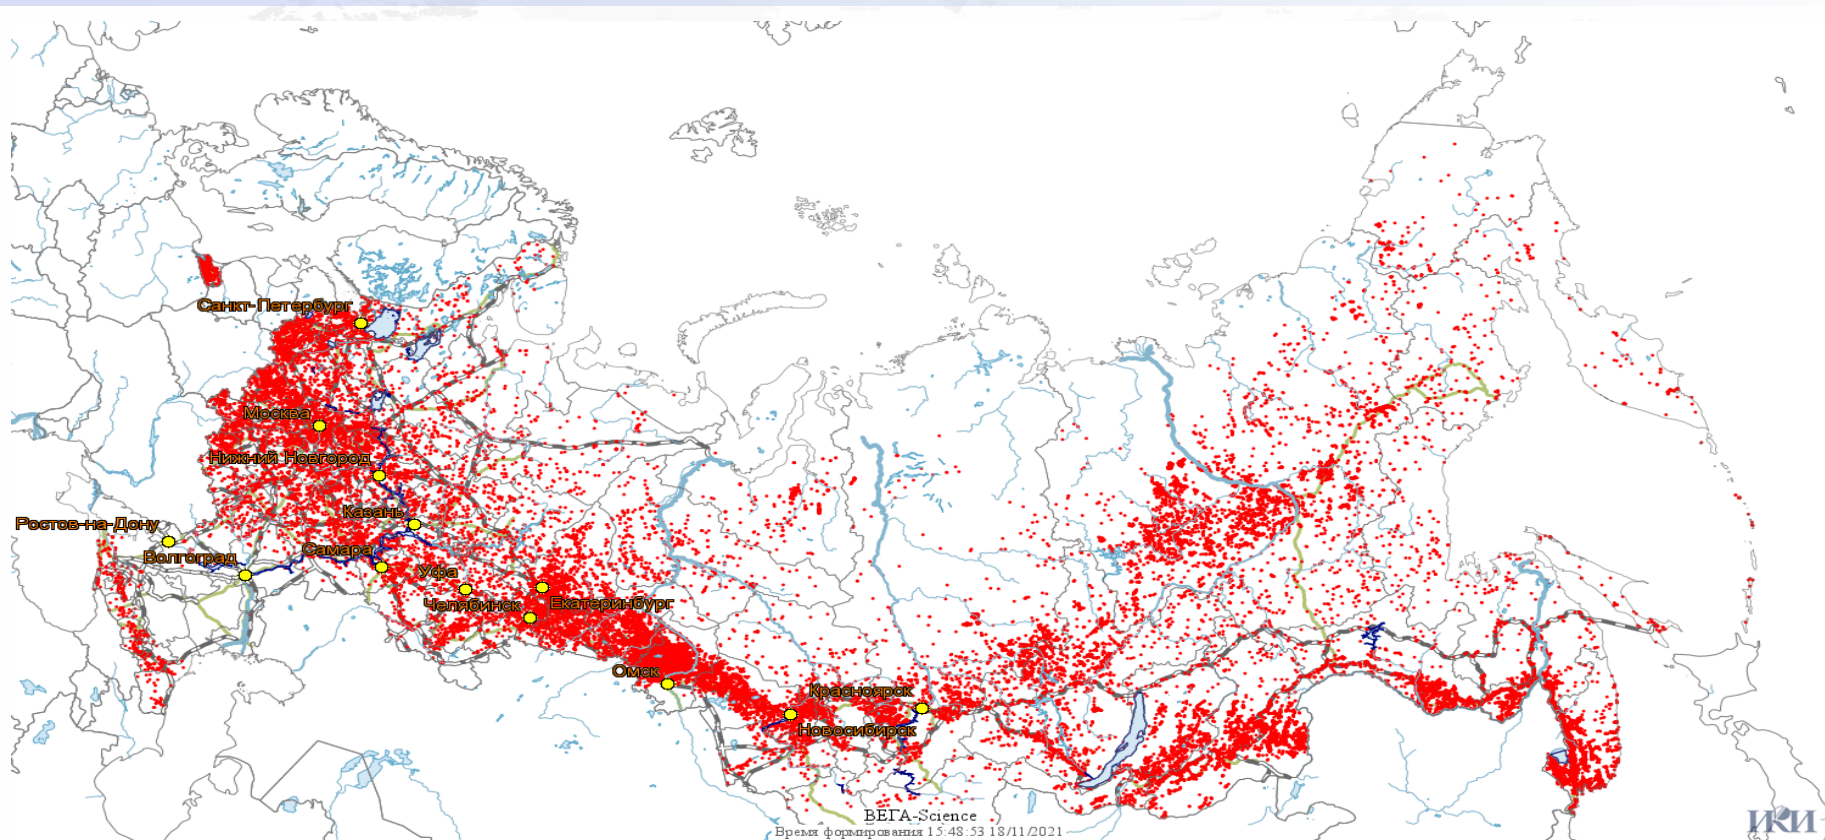 Санкт-Петербург
Москва
Нижний Новгород
Казань
Ростов-на-Дону
Волгоград
Самара
Уфа
Челябинск
Екатеринбург
Омск
Красноярск
Новосибирск
ВЕГА-Science
Время формирования 15:48:53 18/11/2021
ИКИ